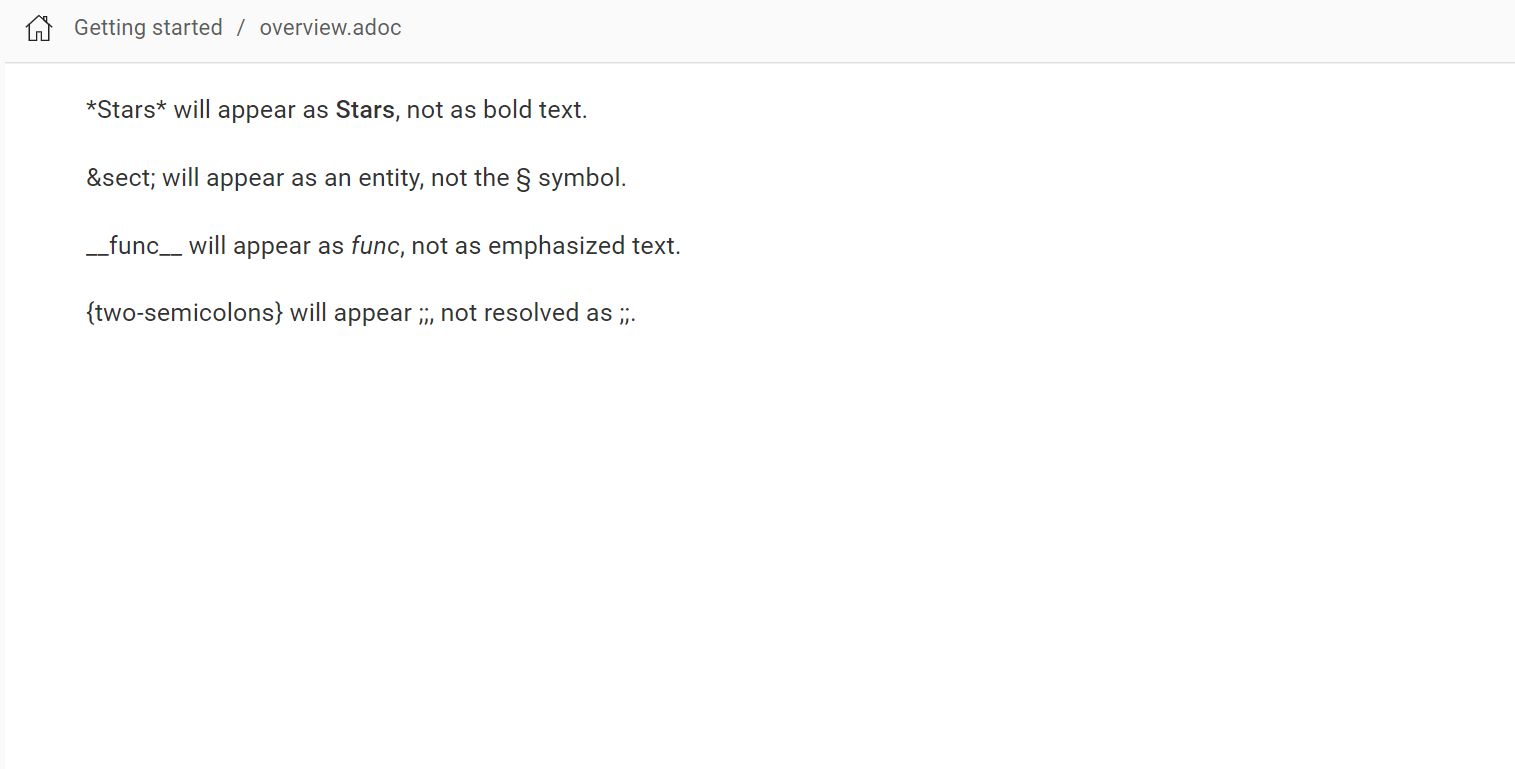 Getting started / overview.adoc
*Stars* will appear as Stars, not as bold text.
&sect; will appear as an entity, not the § symbol.
__func__ will appear as func, not as emphasized text.
{two-semicolons} will appear ;;, not resolved as ;;.